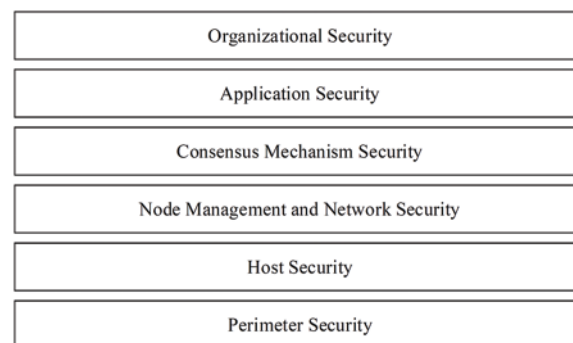 Organizational Security
Application Security
Consensus Mechanism Security
Node Management and Network Security
Host Security
Perimeter Security